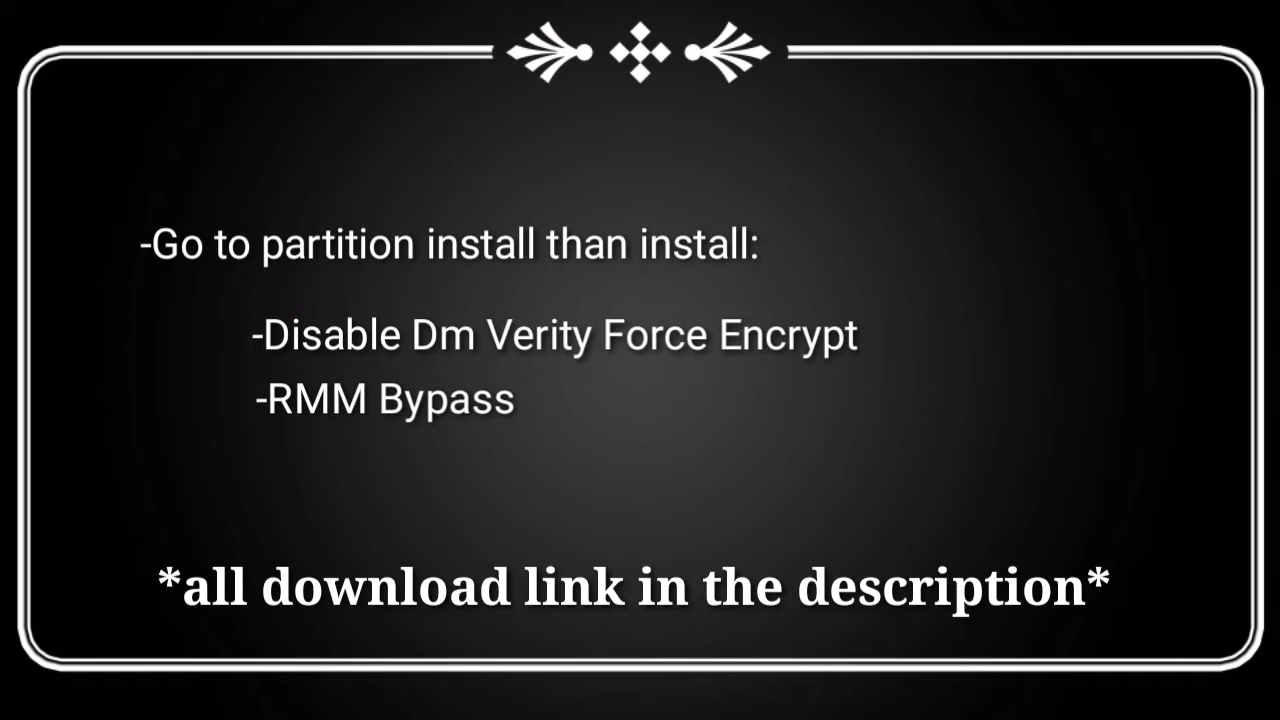 -Go to partition install than install:
-Disable Dm Verity Force Encrypt
-RMM Bypass
*all download link in the description*